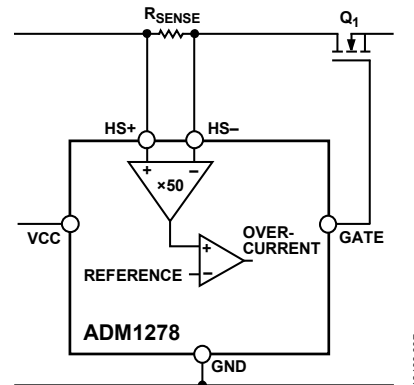 RSENSE
Q1
HS+
HS–
+
–
×50
VCC
OVER-
CURRENT
GATE
+
REFERENCE
–
ADM1278
GND